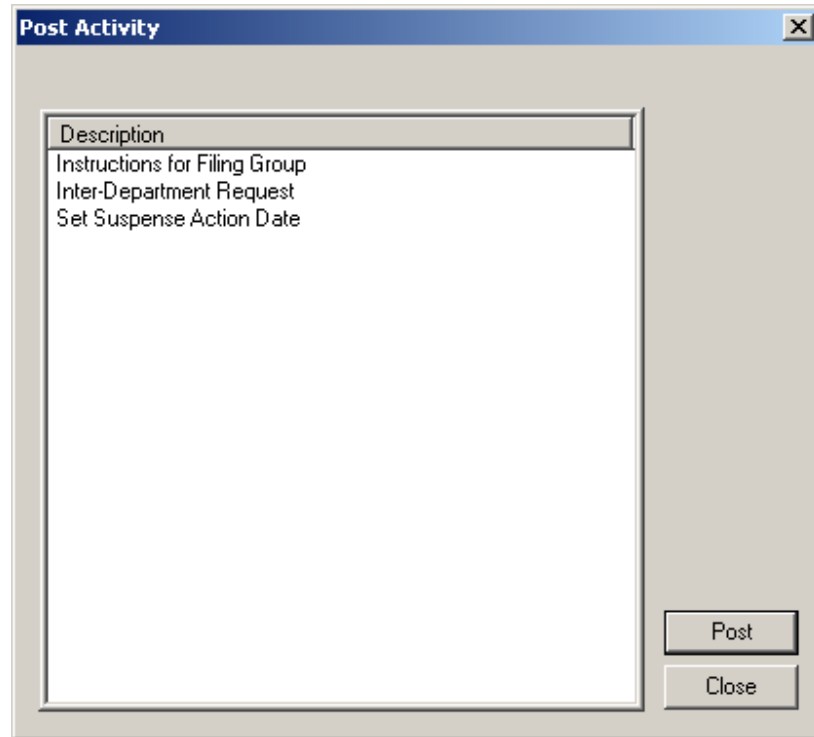 Post Activity
Description
Instructions for Filing Group
Inter-Department Request
Set Suspense Action Date
Post
Close